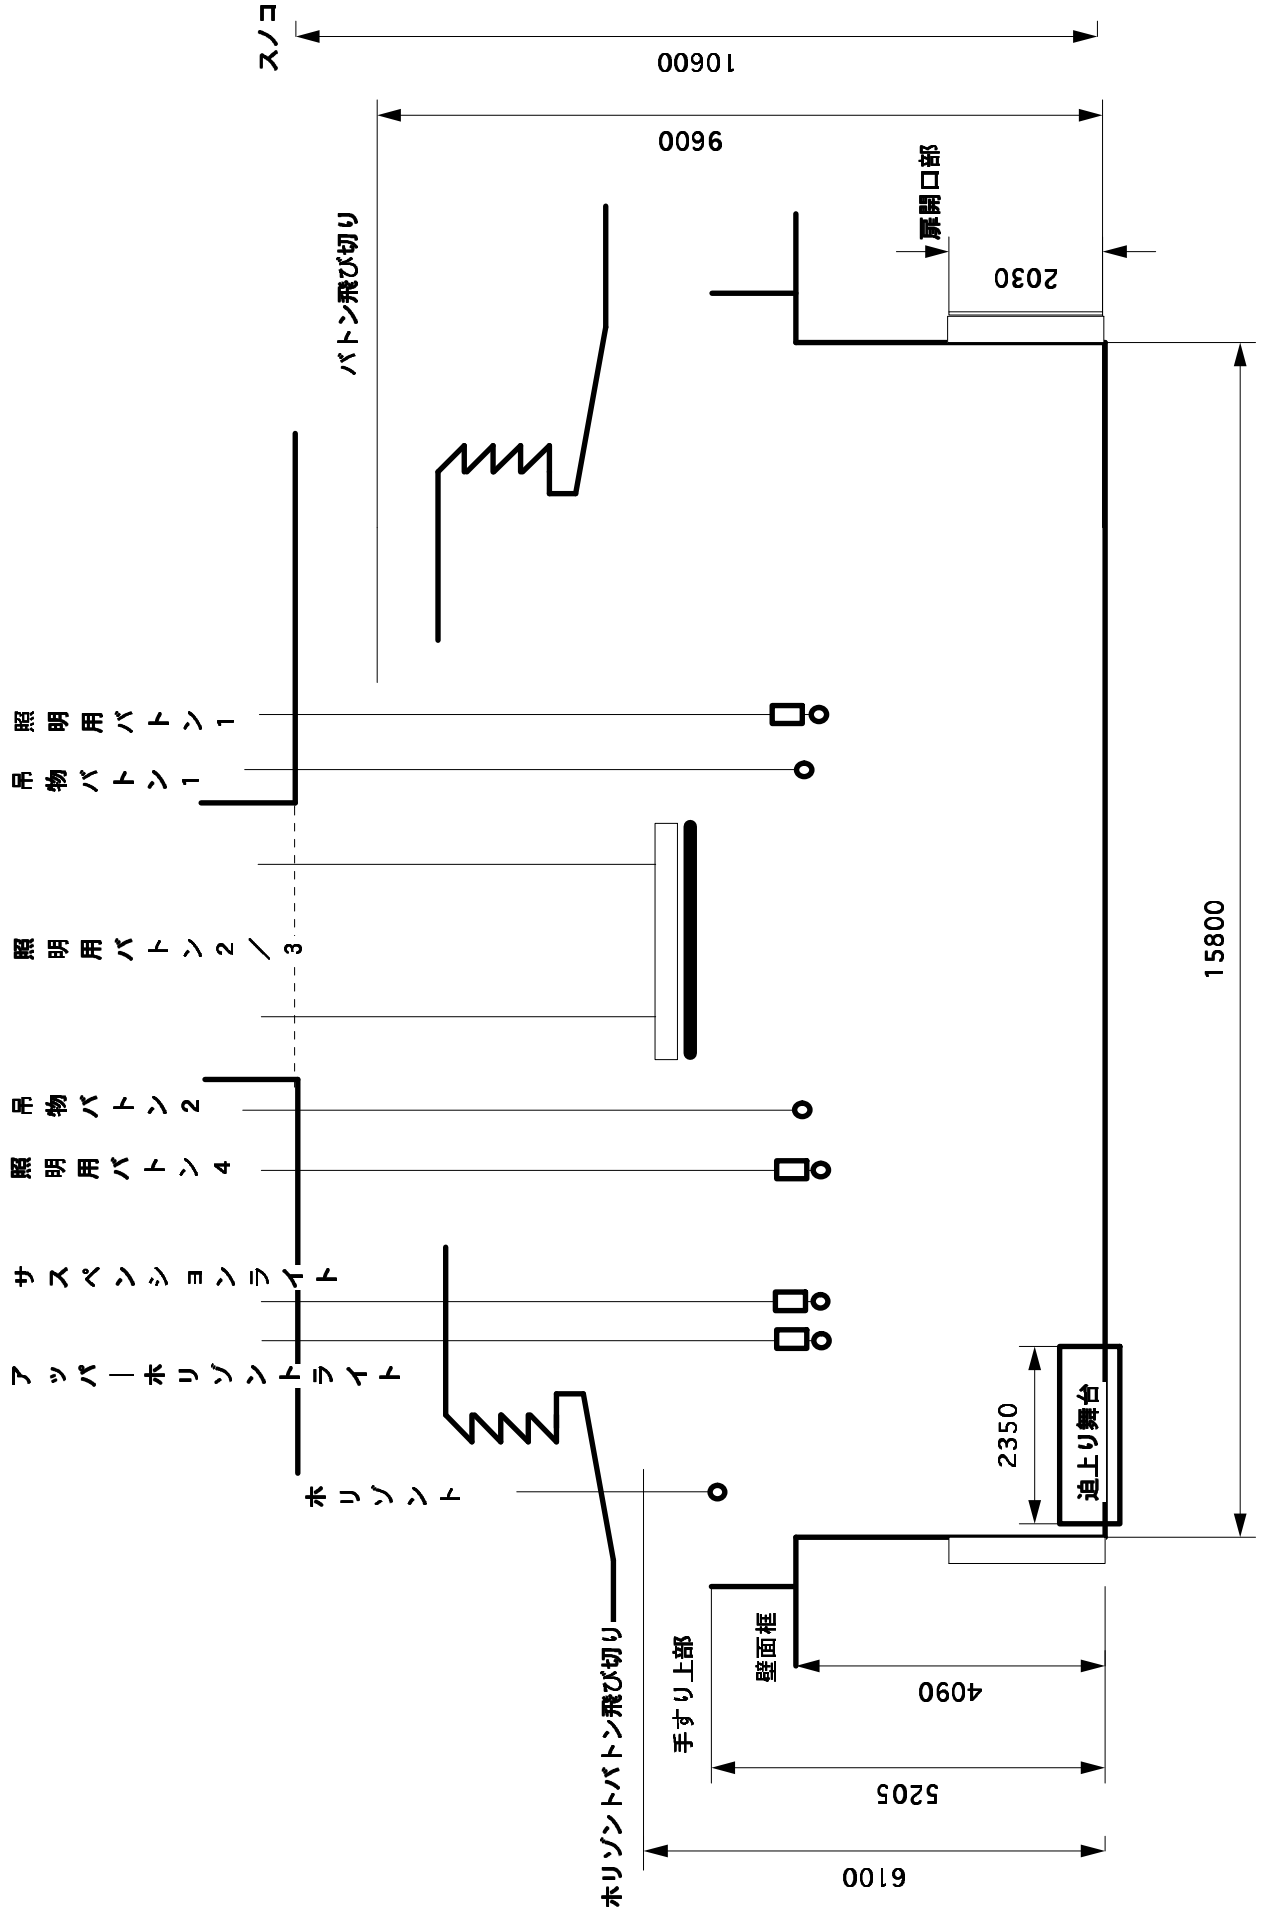 スノコ
10600
9600
バトン飛び切り
扉開口部
2030
照明用バトン1
吊物バトン1
照明用バトン2／3
吊物バトン2
照明用バトン4
サスペンションライト
アッパーホリゾントライト
ホリゾント
15800
2350
迫上り舞台
ホリゾントバトン飛び切り
手すり上部
壁面框
4090
5205
6100